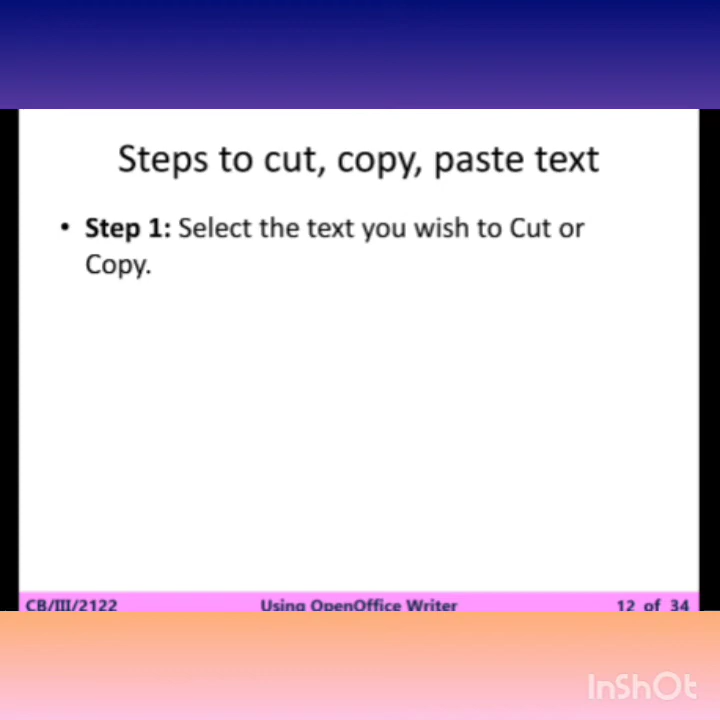 Steps to cut, copy, paste text
• Step 1: Select the text you wish to Cut or
Copy.
CB/III/2122 Using OpenOffice Writer 12 of 34
InShOt